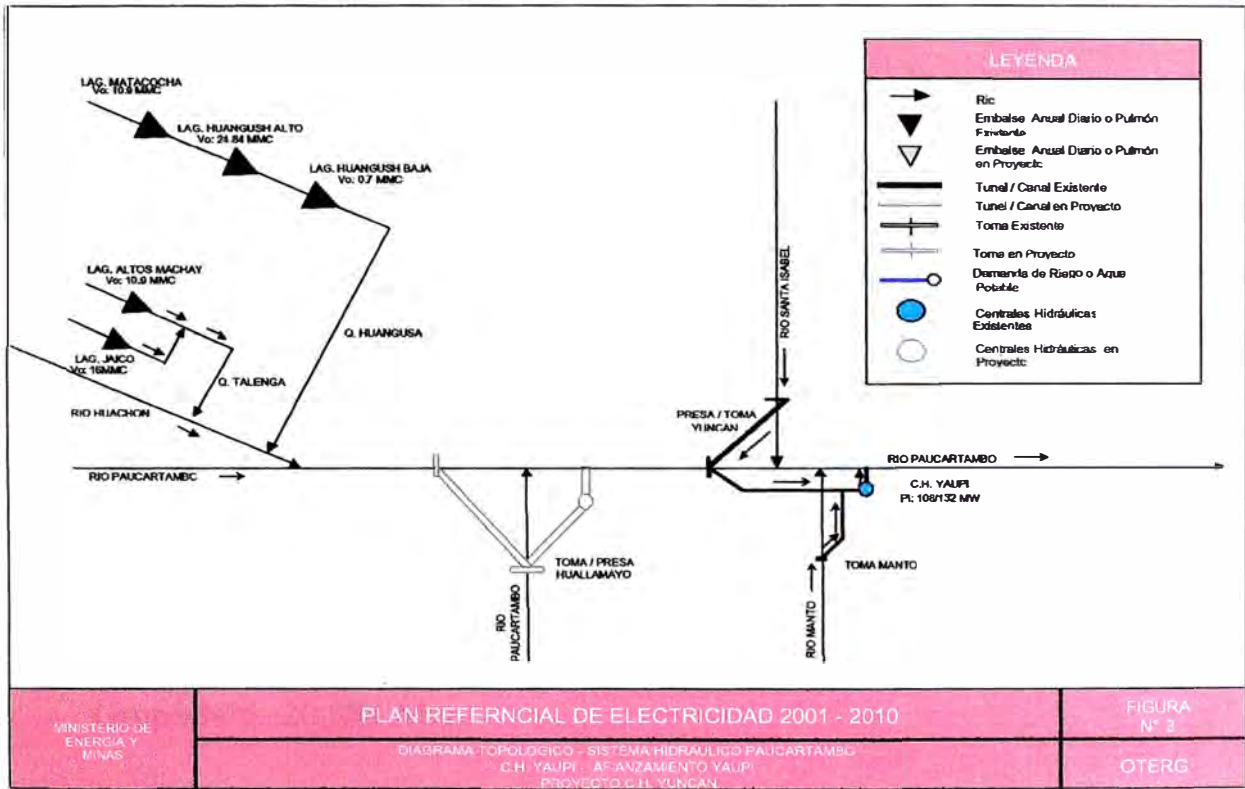 LAG. MATACOCHA
Vo: 10.9 MMC
LAG. HUANGUSH ALTO
Vo: 24.84 MMC
LAG. HUANGUSH BAJA
Vo: 0.7 MMC
LAG. ALTOS MACHAY
Vo: 10.9 MMC
LAG. JAICO
Vo: 16MMC
Q. TALENGA
Q. HUANGUSA
RIO HUACHON
RIO PAUCARTAMBC
TOMA / PRESA
HUALLAMAYO
RIO
PAUCARTAMBO
RIO SANTA ISABEL
PRESA / TOMA
YUNCAN
RIO PAUCARTAMBO
C.H. YAUPI
PI: 108/132 MW
TOMA MANTO
RIO MANTO
LEYENDA
Ric
Embalse Anual Diario o Pulmón
Existente
Embalse Anual Diario o Pulmón
en Proyectc
Tunel / Canal Existente
Tunel / Canal en Proyecto
Toma Existente
Toma en Proyecto
Demanda de Riego o Agua
Potable
Centrales Hidráulicas
Existentes
Centrales Hidráulicas en
Proyectc
MINISTERIO DE
ENERGIA Y
MINAS
PLAN REFERNCIAL DE ELECTRICIDAD 2001 - 2010
DIAGRAMA TOPOLOGICO - SISTEMA HIDRAULICO PAUCARTAMBO
C.H. YAUPI - AFIANZAMIENTO YAUPI
PROYECTO C.H. YUNCAN
FIGURA
N° 3
OTERG